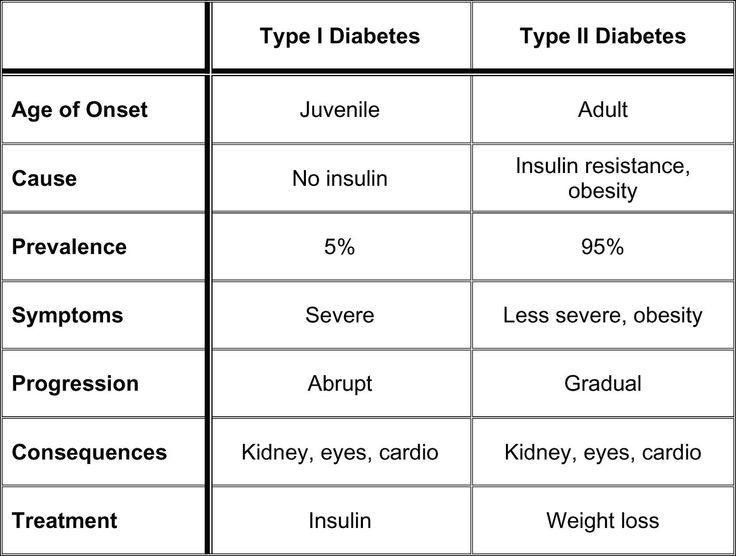 Type I Diabetes Type II Diabetes
Age of Onset Juvenile Adult
Cause No insulin Insulin resistance,
obesity
Prevalence 5% 95%
Symptoms Severe Less severe, obesity
Progression Abrupt Gradual
Consequences Kidney, eyes, cardio Kidney, eyes, cardio
Treatment Insulin Weight loss